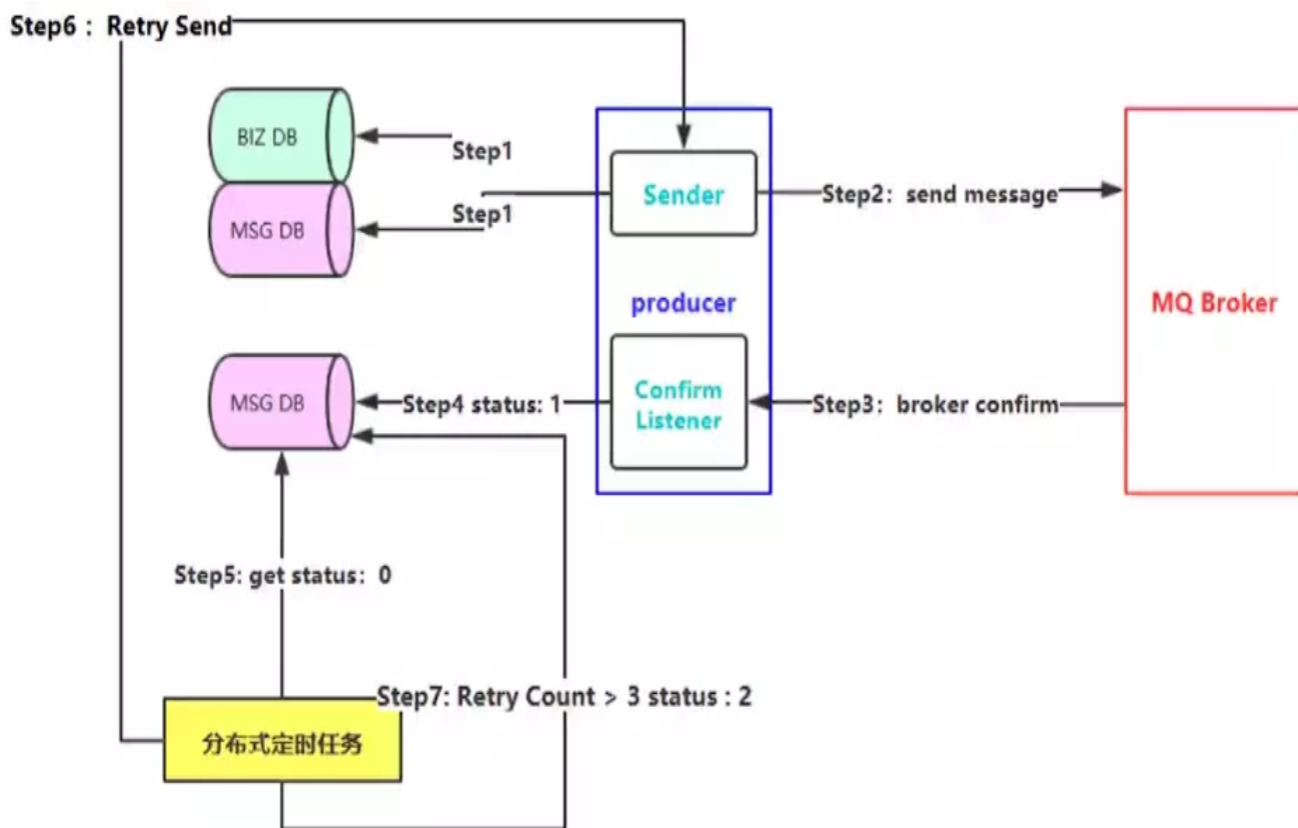 Step6： Retry Send
BIZ DB
Step1
Sender
Step2：send message
MSG DB
Step1
producer
MQ Broker
MSG DB
Step4 status: 1
Confirm
Listener
Step3：broker confirm
Step5: get status：0
Step7: Retry Count > 3 status : 2
分布式定时任务